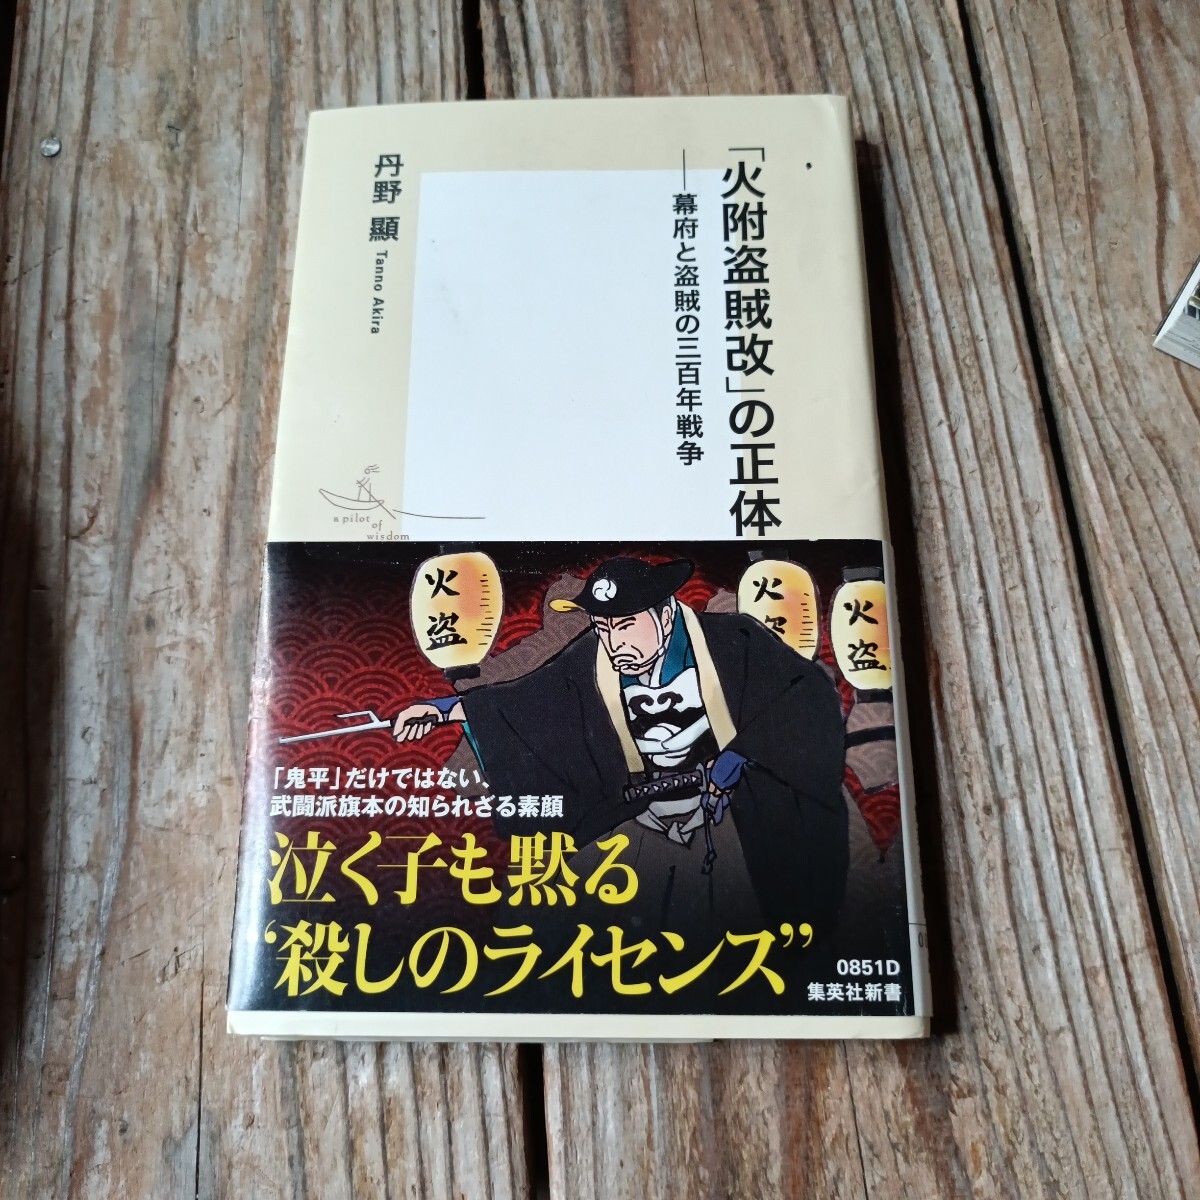 「火附盗賊改」の正体
──幕府と盗賊の三百年戦争
丹野 顯
Tanno Akira
a pilot
of
wisdom
火盗
火盗
火盗
「鬼平」だけではない、
武闘派旗本の知られざる素顔
泣く子も黙る
“殺しのライセンス”
0851D
集英社新書